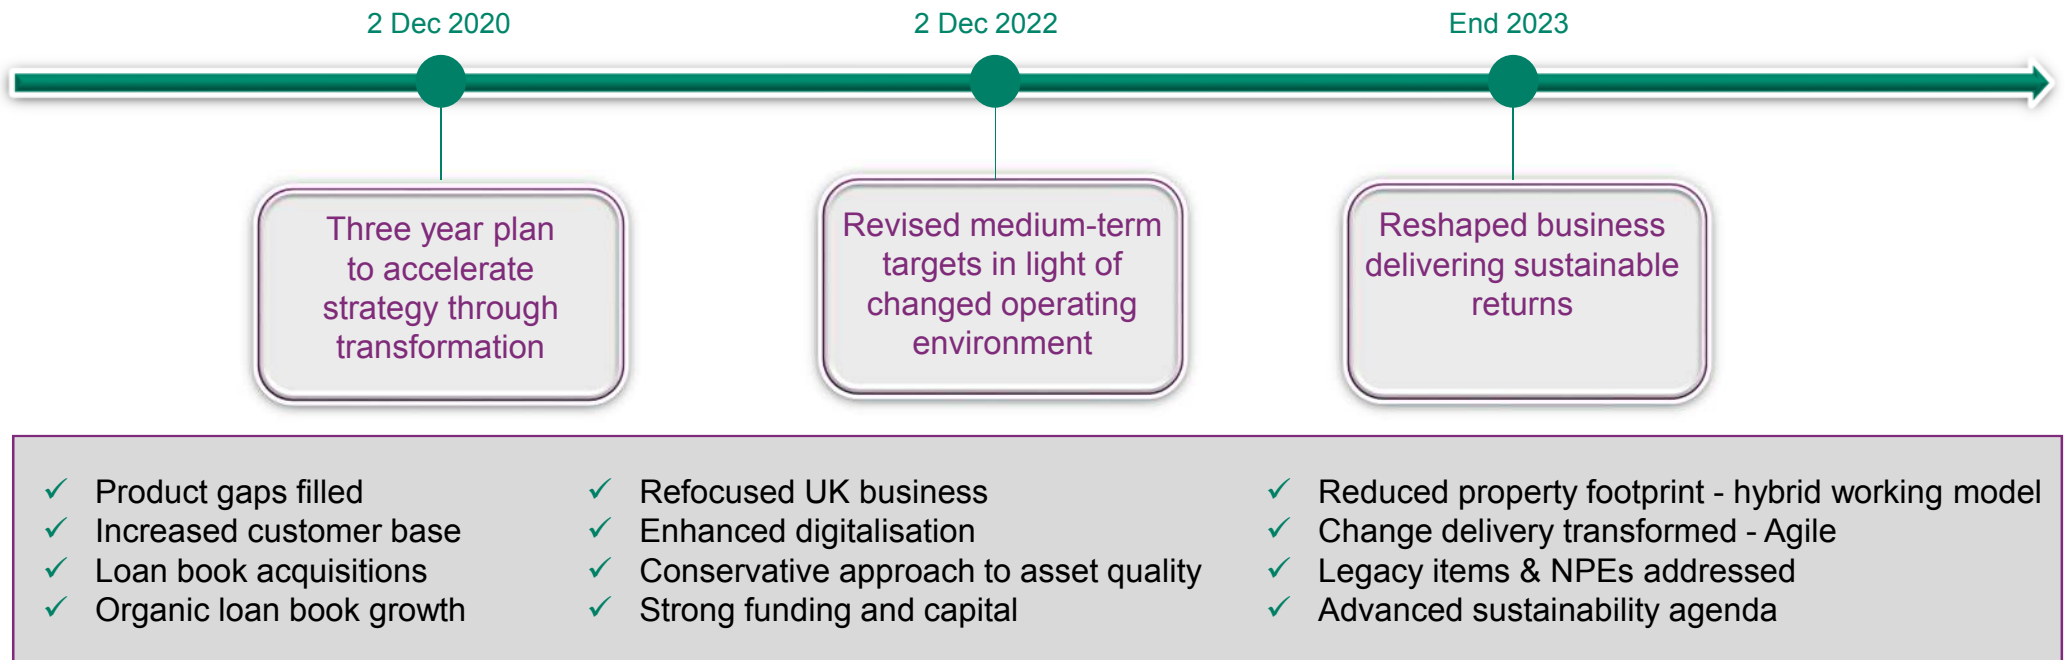 2 Dec 2020
2 Dec 2022
End 2023
Three year plan
to accelerate
strategy through
transformation
Revised medium-term
targets in light of
changed operating
environment
Reshaped business
delivering sustainable
returns
✓ Product gaps filled
✓ Increased customer base
✓ Loan book acquisitions
✓ Organic loan book growth
✓ Refocused UK business
✓ Enhanced digitalisation
✓ Conservative approach to asset quality
✓ Strong funding and capital
✓ Reduced property footprint - hybrid working model
✓ Change delivery transformed - Agile
✓ Legacy items & NPEs addressed
✓ Advanced sustainability agenda